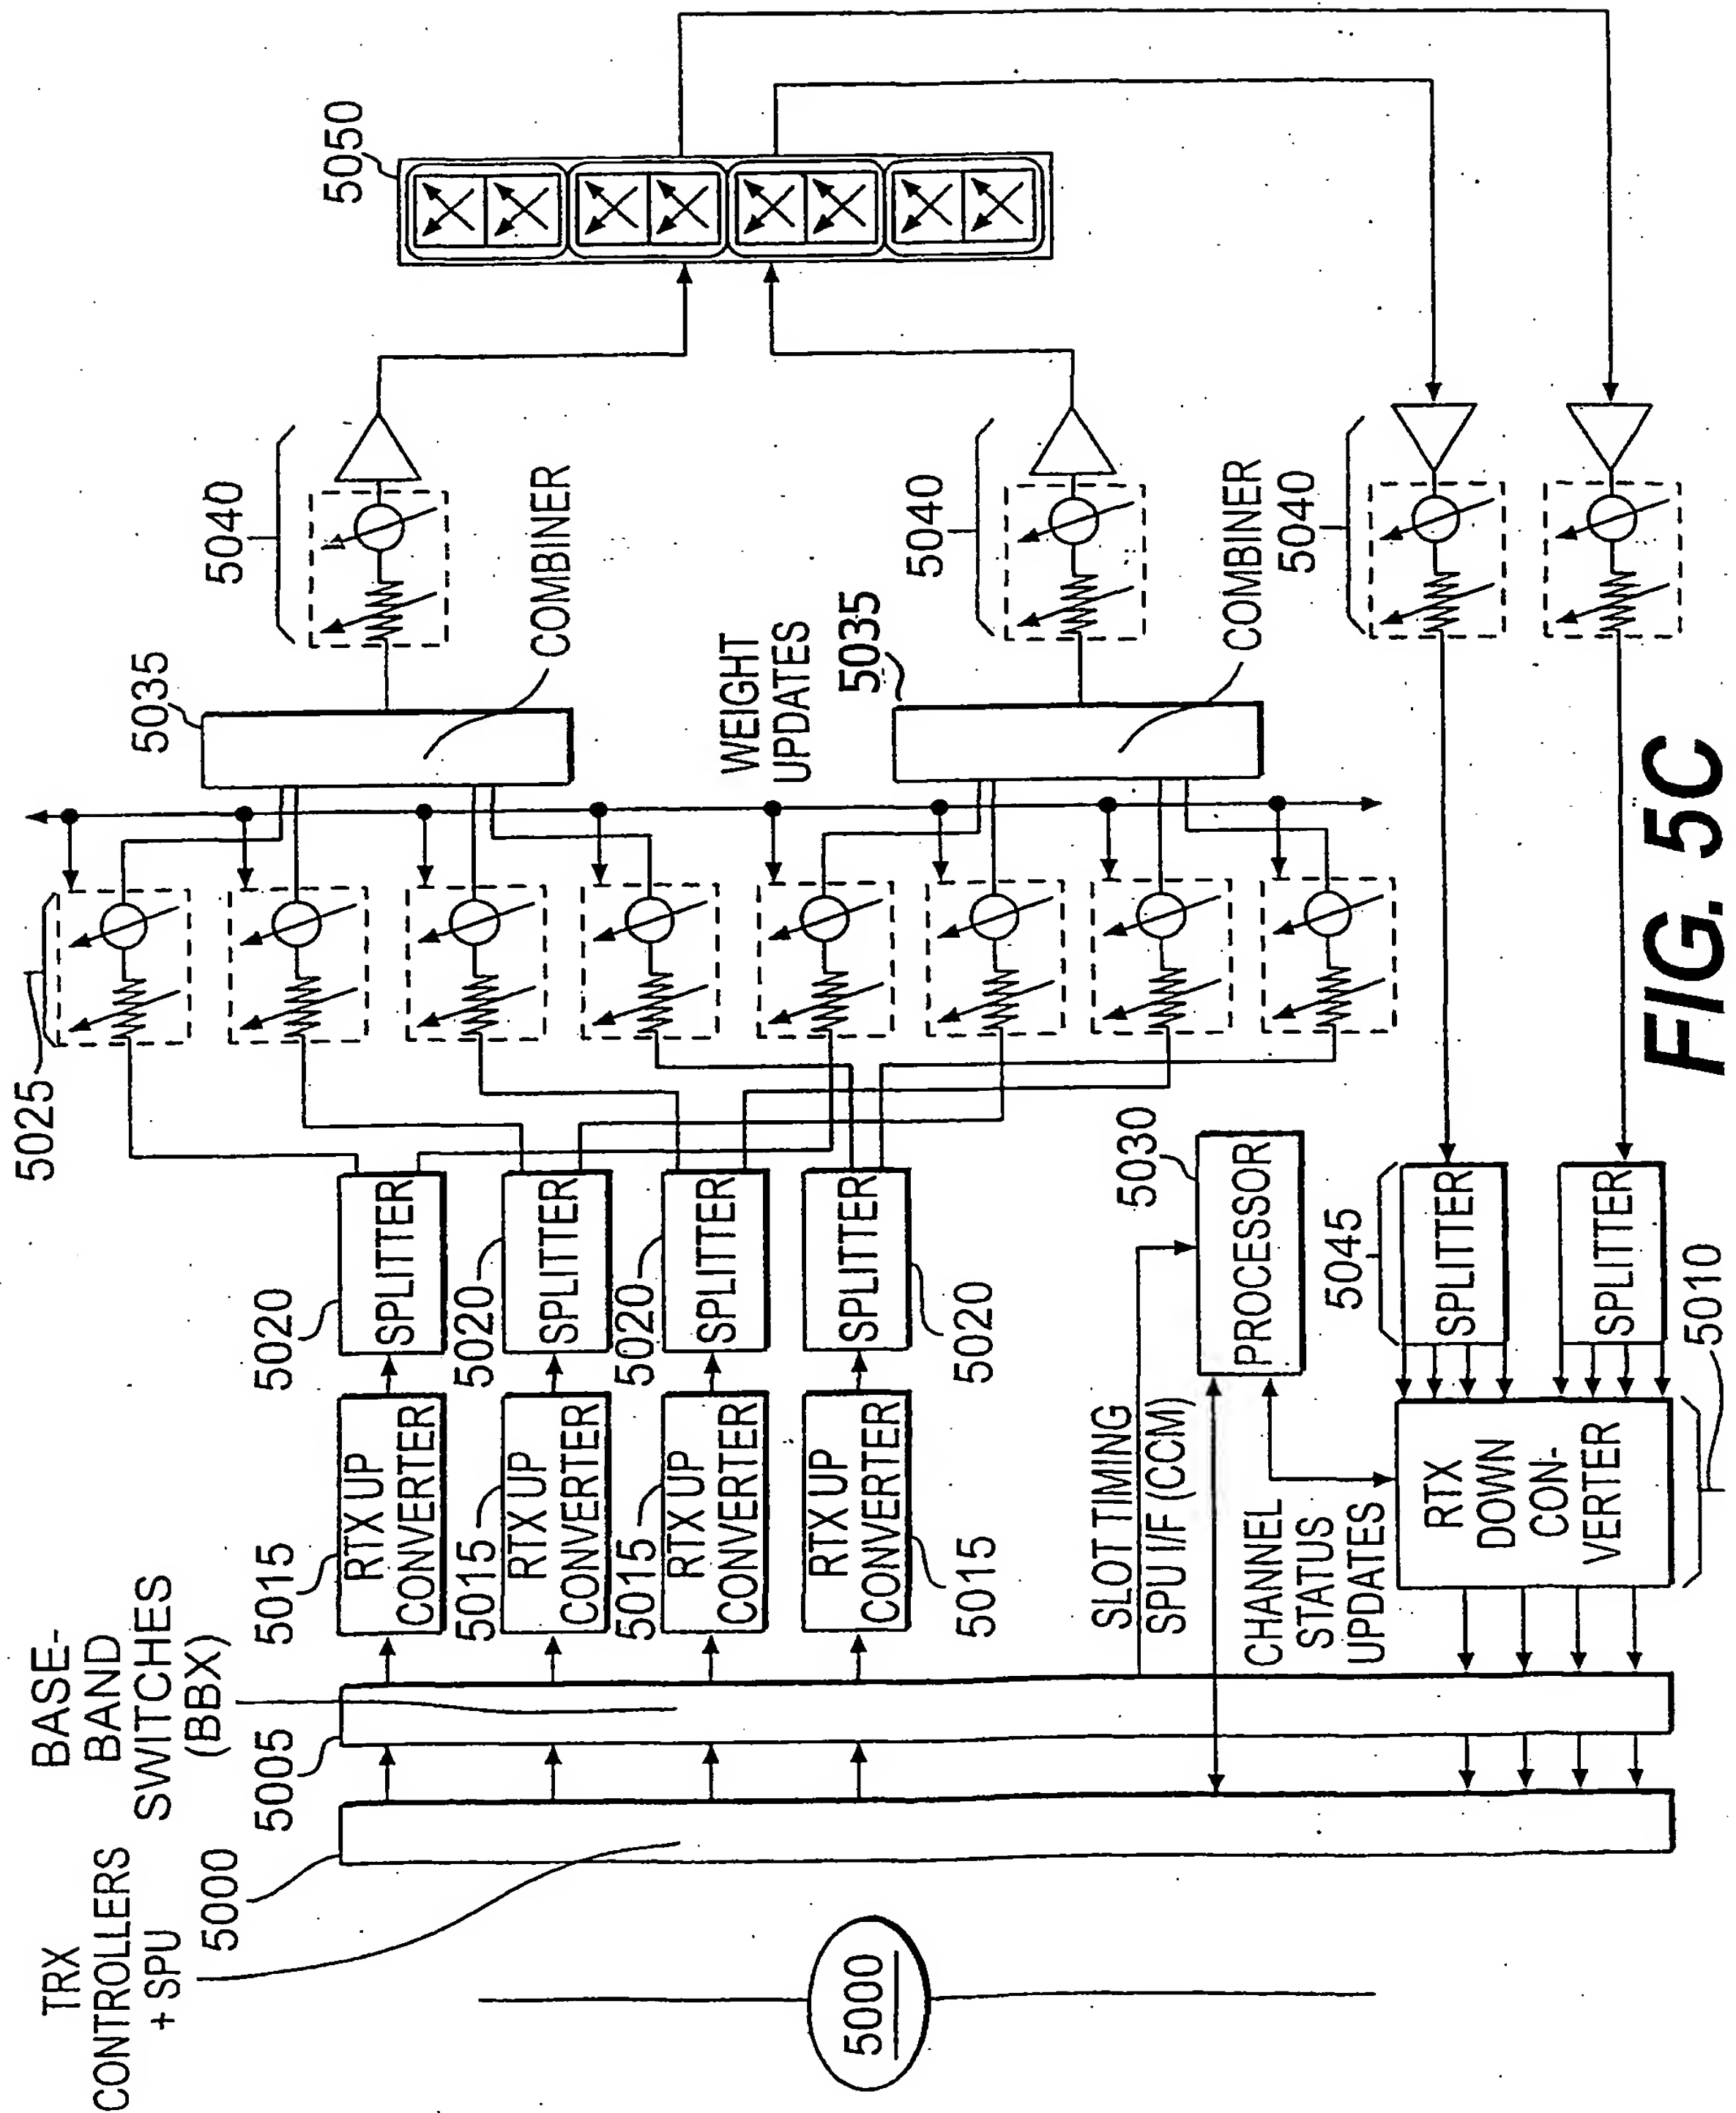 TRX
CONTROLLERS
+ SPU
5000
BASE-
BAND
SWITCHES
(BBX)
5005
5015
RTX UP
CONVERTER
5015
RTX UP
CONVERTER
5015
RTX UP
CONVERTER
RTX UP
CONVERTER
5015
5020
SPLITTER
5020
SPLITTER
5020
SPLITTER
SPLITTER
5020
5025
5035
COMBINER
WEIGHT
UPDATES
5035
COMBINER
5040
5040
5040
5050
SLOT TIMING
SPU I/F (CCM)
5030
PROCESSOR
CHANNEL
STATUS
UPDATES
5045
SPLITTER
SPLITTER
RTX
DOWN
CON-
VERTER
5010
5000
FIG. 5C